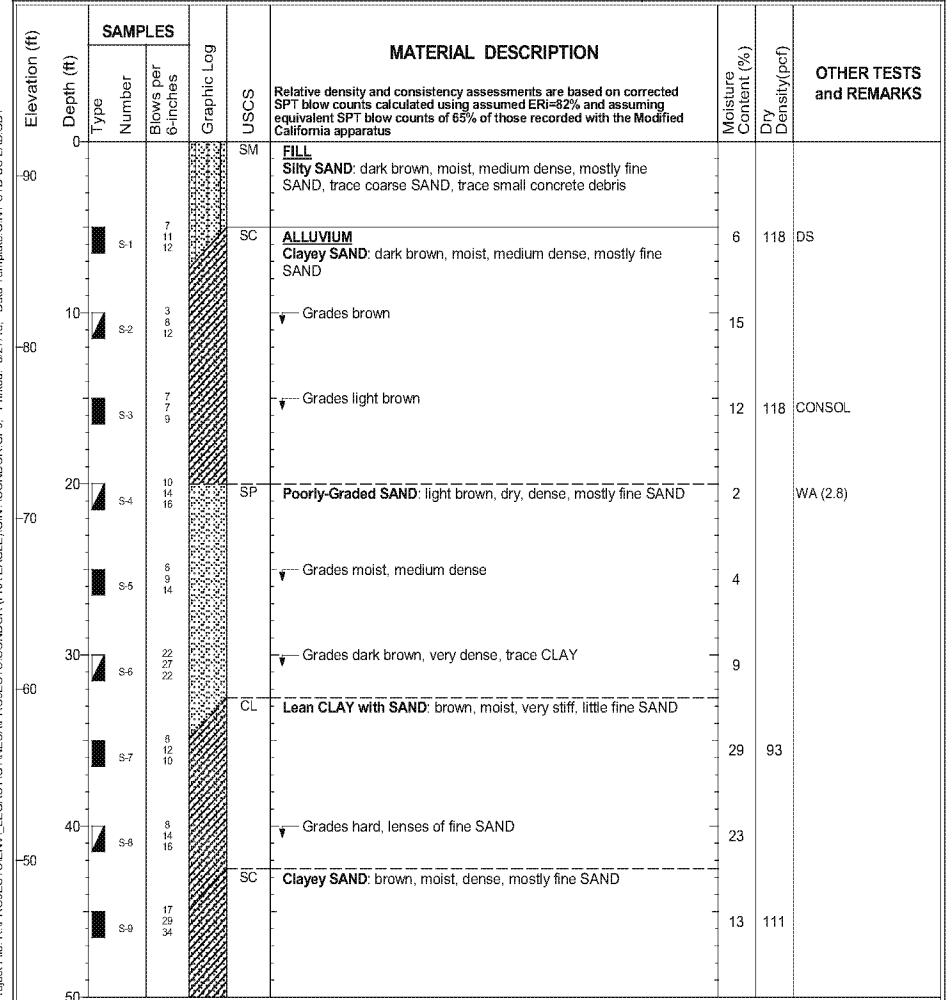 SAMPLES
Elevation (ft)
Depth (ft)
Type
Number
Blows per
6-inches
Graphic Log
USCS
MATERIAL DESCRIPTION
Relative density and consistency assessments are based on corrected
SPT blow counts calculated using assumed ERi=82% and assuming
equivalent SPT blow counts of 65% of those recorded with the Modified
California apparatus
Moisture
Content (%)
Dry
Density(pcf)
OTHER TESTS
and REMARKS
0
SM FILL
90
Silty SAND: dark brown, moist, medium dense, mostly fine
SAND, trace coarse SAND, trace small concrete debris
S-1
7
11
12
SC ALLUVIUM
6 118 DS
Clayey SAND: dark brown, moist, medium dense, mostly fine
SAND
10
S-2
3
8
12
Grades brown
15
80
S-3
7
7
9
Grades light brown
12 118 CONSOL
20
S-4
10
14
16
SP Poorly-Graded SAND: light brown, dry, dense, mostly fine SAND
2 WA (2.8)
70
S-5
6
9
14
Grades moist, medium dense
4
30
S-6
22
27
22
Grades dark brown, very dense, trace CLAY
9
60
CL Lean CLAY with SAND: brown, moist, very stiff, little fine SAND
S-7
8
12
10
29 93
40
S-8
8
14
16
Grades hard, lenses of fine SAND
23
50
SC Clayey SAND: brown, moist, dense, mostly fine SAND
S-9
17
29
34
13 111
50